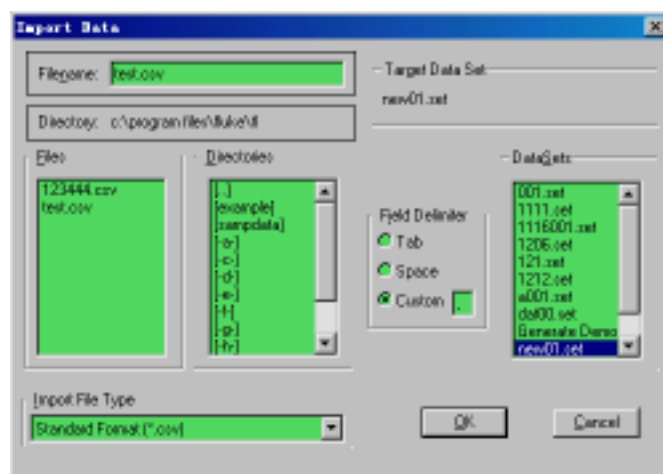 Import Data
Filename: test.csv
Directory: c:\program files\fluke\fl
Target Data Set
new01.set
Files
123444.csv
test.csv
Directories
[..]
[example]
[sampdata]
[-a-]
[-c-]
[-d-]
[-e-]
[-f-]
[-g-]
[-h-]
Field Delimiter
Tab
Space
Custom
DataSets
001.set
1111.set
1116001.set
1206.set
121.set
1212.set
a001.set
dat00.set
Generate Demo
new01.set
Import File Type
Standard Format (*.csv)
OK
Cancel